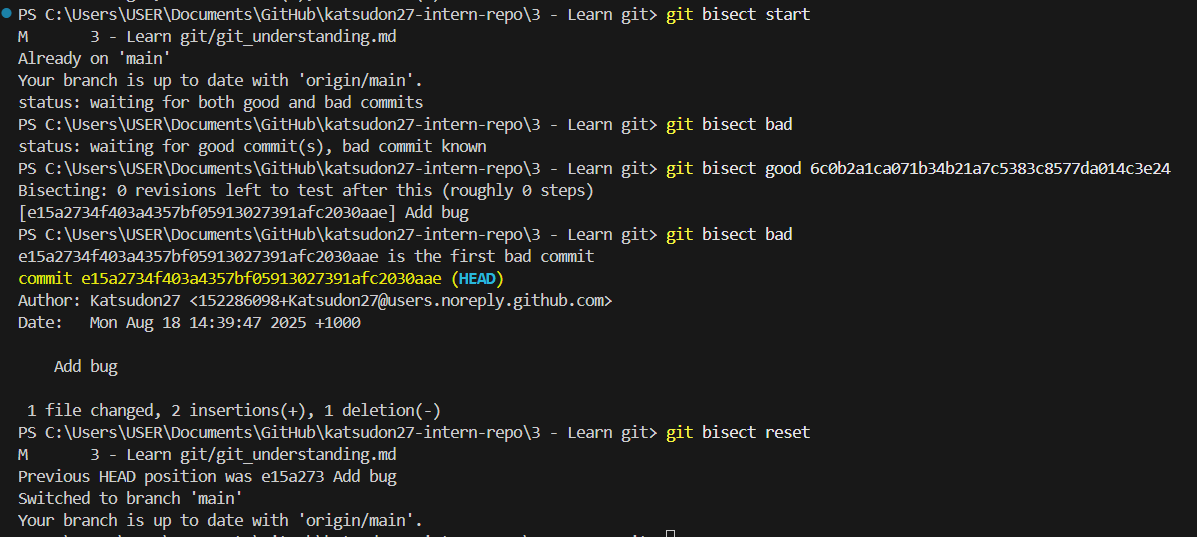 PS C:\Users\USER\Documents\GitHub\katsudon27-intern-repo\3 - Learn git> git bisect start
M       3 - Learn git/git_understanding.md
Already on 'main'
Your branch is up to date with 'origin/main'.
status: waiting for both good and bad commits
PS C:\Users\USER\Documents\GitHub\katsudon27-intern-repo\3 - Learn git> git bisect bad
status: waiting for good commit(s), bad commit known
PS C:\Users\USER\Documents\GitHub\katsudon27-intern-repo\3 - Learn git> git bisect good 6c0b2a1ca071b34b21a7c5383c8577da014c3e24
Bisecting: 0 revisions left to test after this (roughly 0 steps)
[e15a2734f403a4357bf05913027391afc2030aae] Add bug
PS C:\Users\USER\Documents\GitHub\katsudon27-intern-repo\3 - Learn git> git bisect bad
e15a2734f403a4357bf05913027391afc2030aae is the first bad commit
commit e15a2734f403a4357bf05913027391afc2030aae (HEAD)
Author: Katsudon27 <152286098+Katsudon27@users.noreply.github.com>
Date:   Mon Aug 18 14:39:47 2025 +1000
    Add bug
 1 file changed, 2 insertions(+), 1 deletion(-)
PS C:\Users\USER\Documents\GitHub\katsudon27-intern-repo\3 - Learn git> git bisect reset
M       3 - Learn git/git_understanding.md
Previous HEAD position was e15a273 Add bug
Switched to branch 'main'
Your branch is up to date with 'origin/main'.